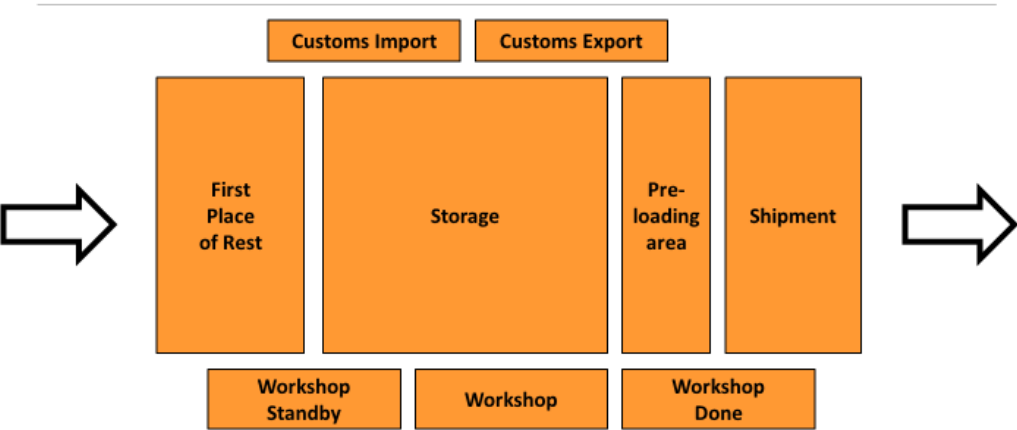 Customs Import
Customs Export
First
Place
of Rest
Storage
Pre-
loading
area
Shipment
Workshop
Standby
Workshop
Workshop
Done